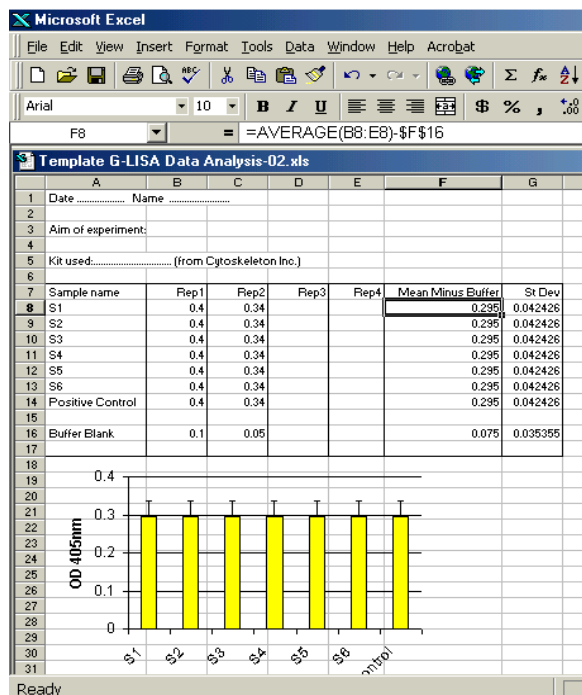 Microsoft Excel
File Edit View Insert Format Tools Data Window Help Acrobat
ABC Σ fx
Arial 10 B I U $ % ,
F8 = =AVERAGE(B8:E8)-$F$16
Template G-LISA Data Analysis-02.xls
A B C D E F G
1 Date .................. Name .......................
2
3 Aim of experiment:
4
5 Kit used:.............................. (from Cytoskeleton Inc.)
6
7 Sample name Rep1 Rep2 Rep3 Rep4 Mean Minus Buffer St Dev
8 S1 0.4 0.34 0.295 0.042426
9 S2 0.4 0.34 0.295 0.042426
10 S3 0.4 0.34 0.295 0.042426
11 S4 0.4 0.34 0.295 0.042426
12 S5 0.4 0.34 0.295 0.042426
13 S6 0.4 0.34 0.295 0.042426
14 Positive Control 0.4 0.34 0.295 0.042426
15
16 Buffer Blank 0.1 0.05 0.075 0.035355
17
18
19
20
21
22
23
24
25
26
27
28
29
30
31
0.4
0.3
0.2
0.1
0
OD 405nm
S1 S2 S3 S4 S5 S6 ontrol
Ready